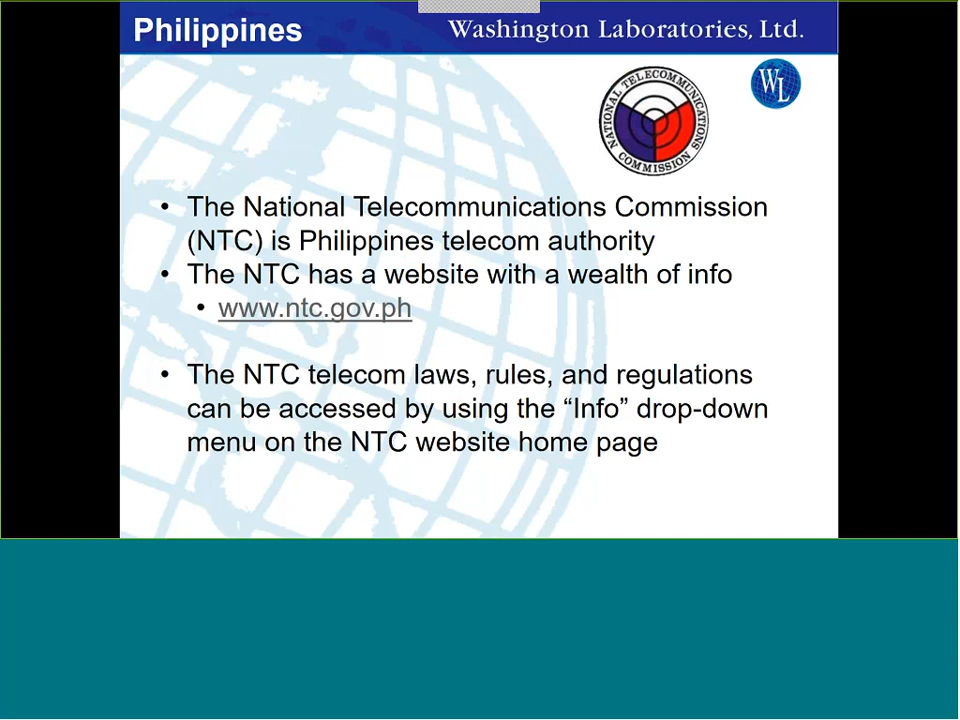 Philippines
Washington Laboratories, Ltd.
NATIONAL TELECOMMUNICATIONS COMMISSION
WL
• The National Telecommunications Commission
(NTC) is Philippines telecom authority
• The NTC has a website with a wealth of info
• www.ntc.gov.ph
• The NTC telecom laws, rules, and regulations
can be accessed by using the “Info” drop-down
menu on the NTC website home page